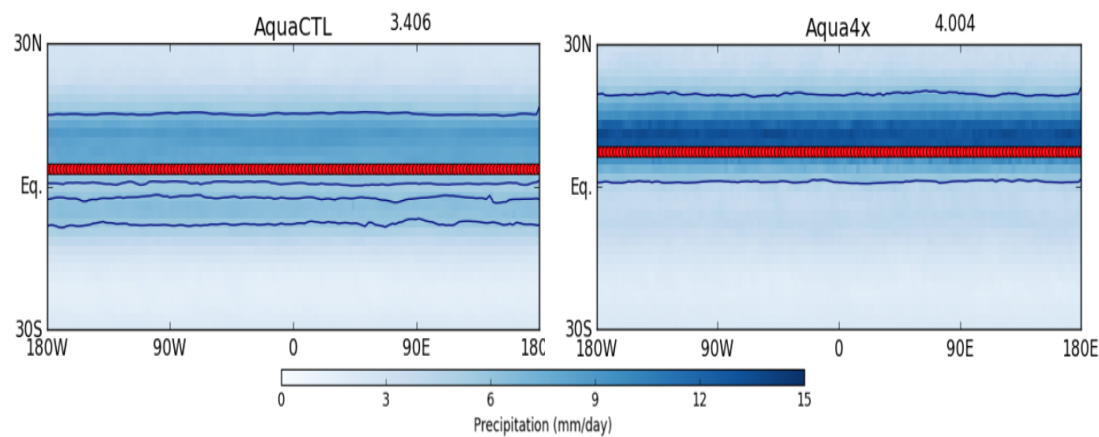 AquaCTL 3.406
Aqua4x 4.004
30N
Eq.
30S
180W 90W 0 90E 180
30N
Eq.
30S
180W 90W 0 90E 180E
0 3 6 9 12 15
Precipitation (mm/day)